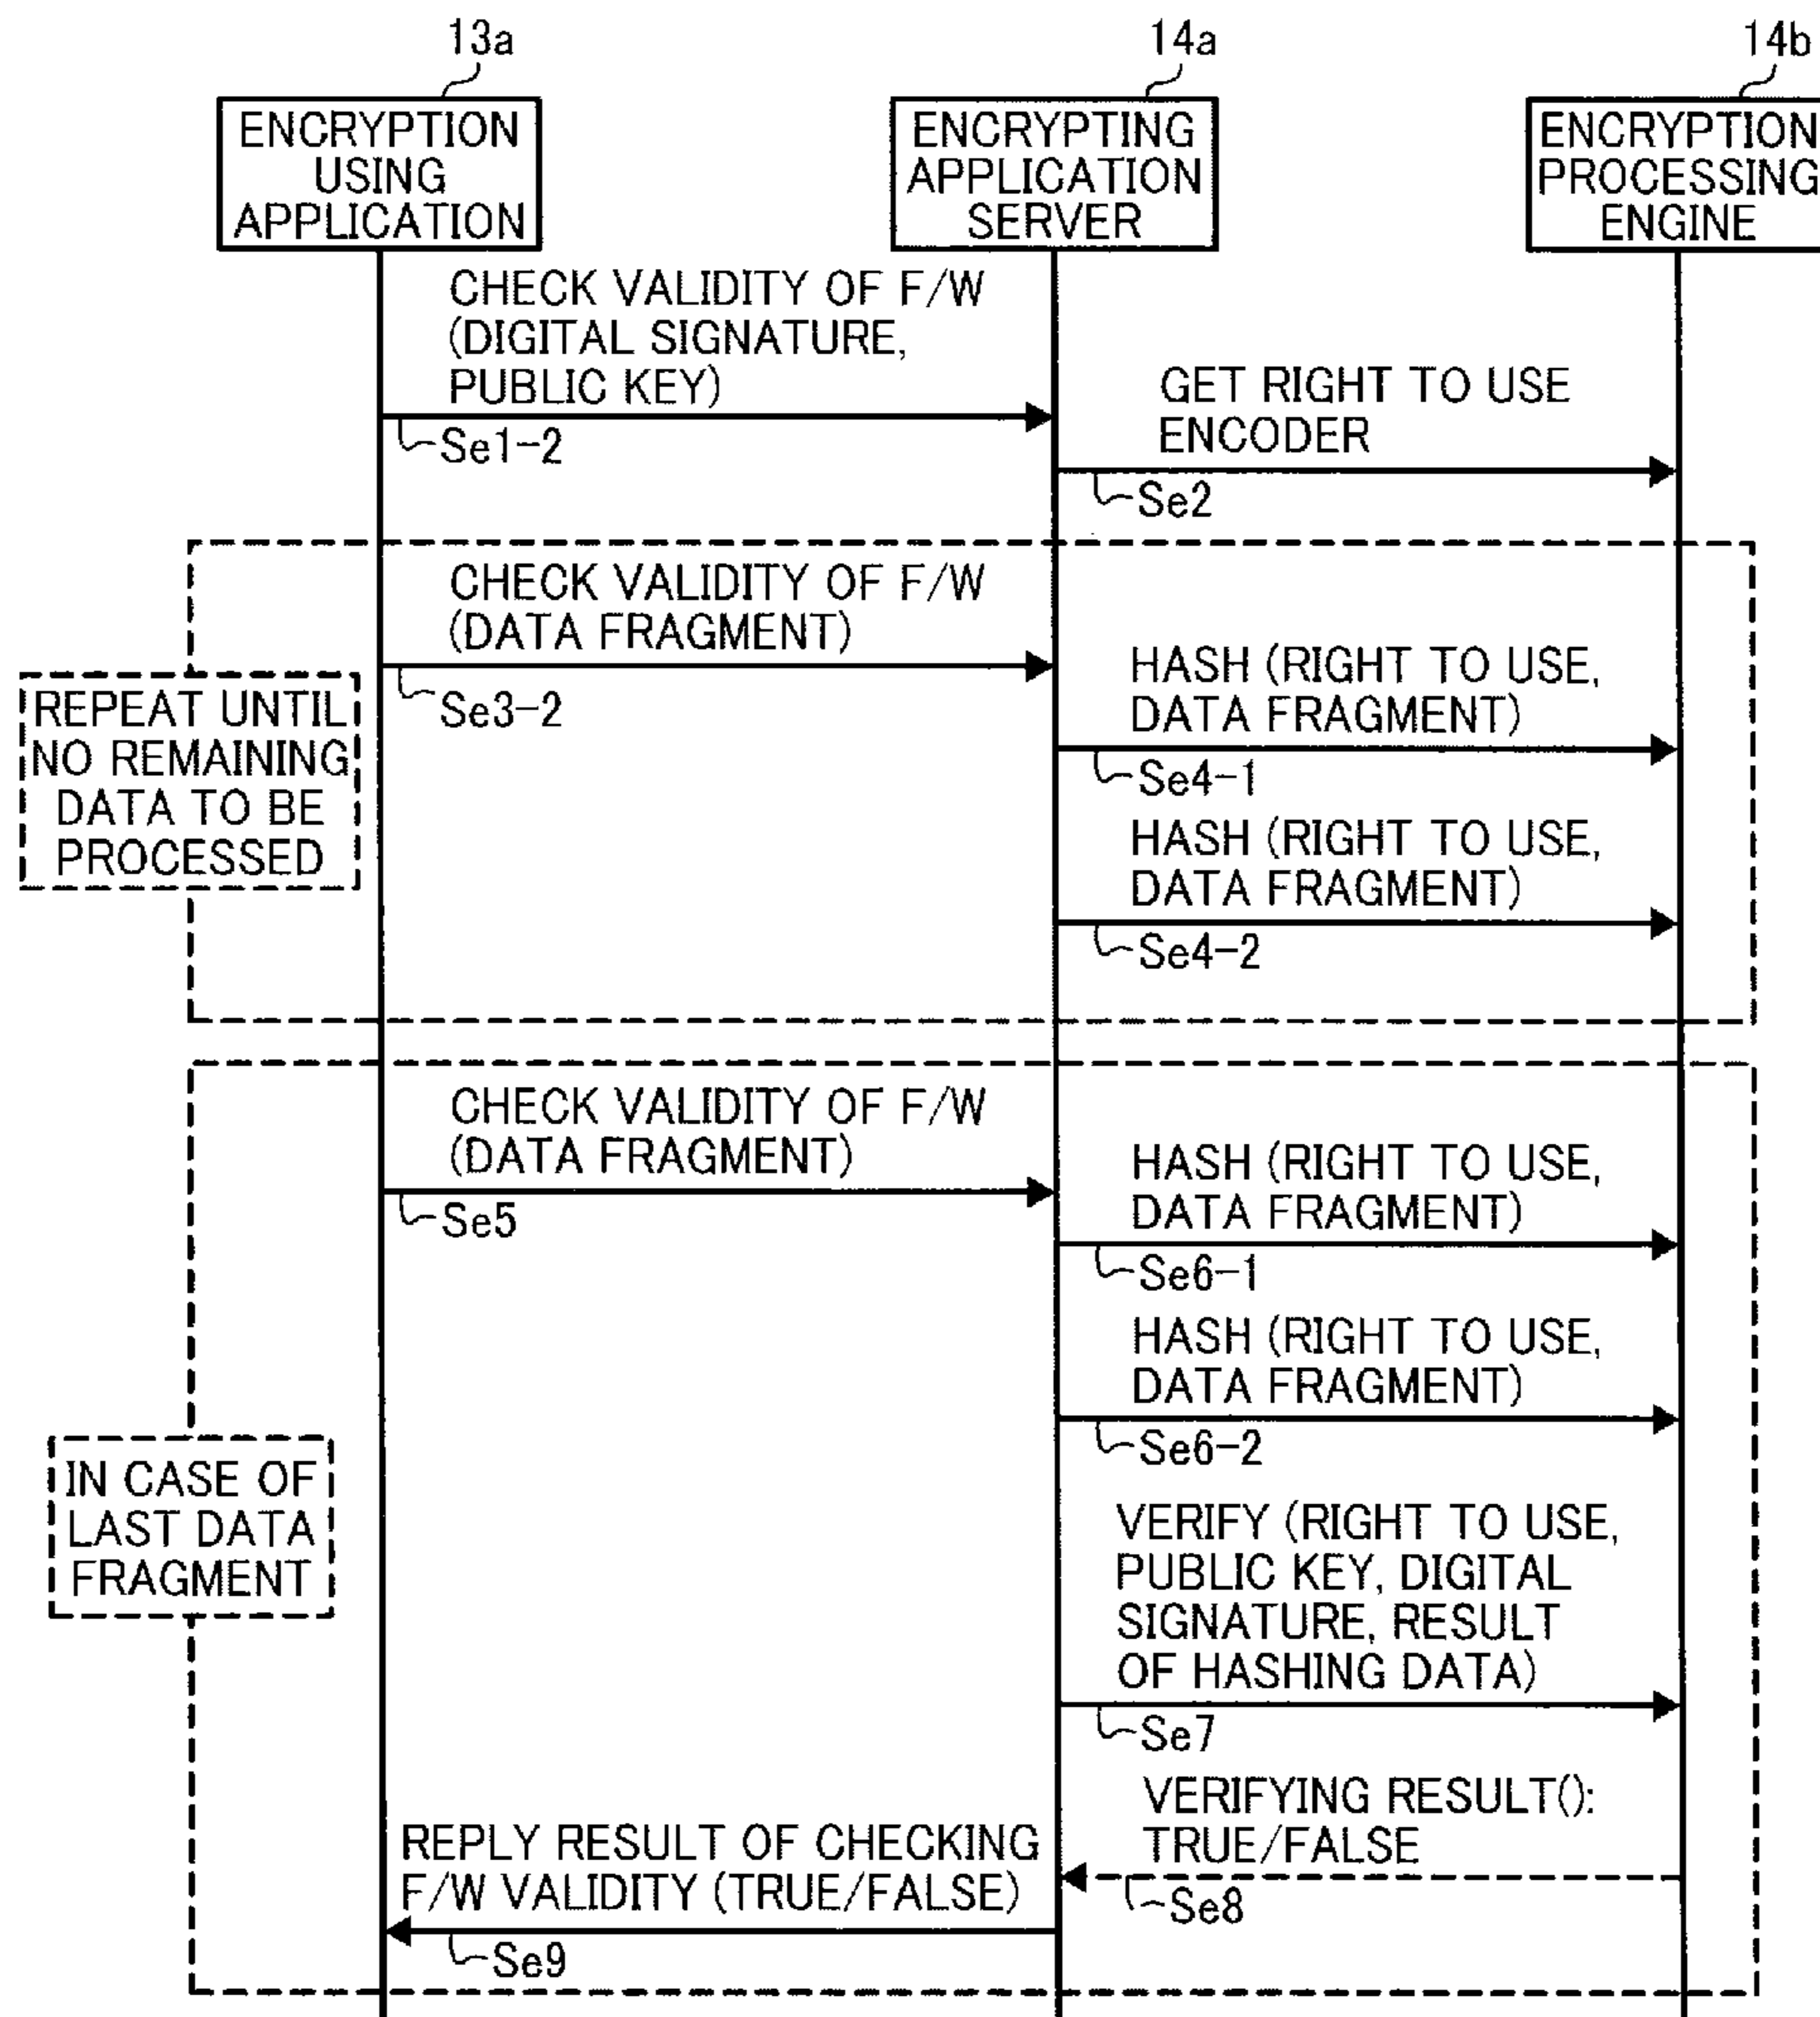 13a
14a
14b
ENCRYPTION
USING
APPLICATION
ENCRYPTING
APPLICATION
SERVER
ENCRYPTION
PROCESSING
ENGINE
CHECK VALIDITY OF F/W
(DIGITAL SIGNATURE,
PUBLIC KEY)
Se1-2
GET RIGHT TO USE
ENCODER
Se2
CHECK VALIDITY OF F/W
(DATA FRAGMENT)
Se3-2
REPEAT UNTIL
NO REMAINING
DATA TO BE
PROCESSED
HASH (RIGHT TO USE,
DATA FRAGMENT)
Se4-1
HASH (RIGHT TO USE,
DATA FRAGMENT)
Se4-2
CHECK VALIDITY OF F/W
(DATA FRAGMENT)
Se5
HASH (RIGHT TO USE,
DATA FRAGMENT)
Se6-1
HASH (RIGHT TO USE,
DATA FRAGMENT)
Se6-2
IN CASE OF
LAST DATA
FRAGMENT
VERIFY (RIGHT TO USE,
PUBLIC KEY, DIGITAL
SIGNATURE, RESULT
OF HASHING DATA)
Se7
VERIFYING RESULT():
TRUE/FALSE
Se8
REPLY RESULT OF CHECKING
F/W VALIDITY (TRUE/FALSE)
Se9